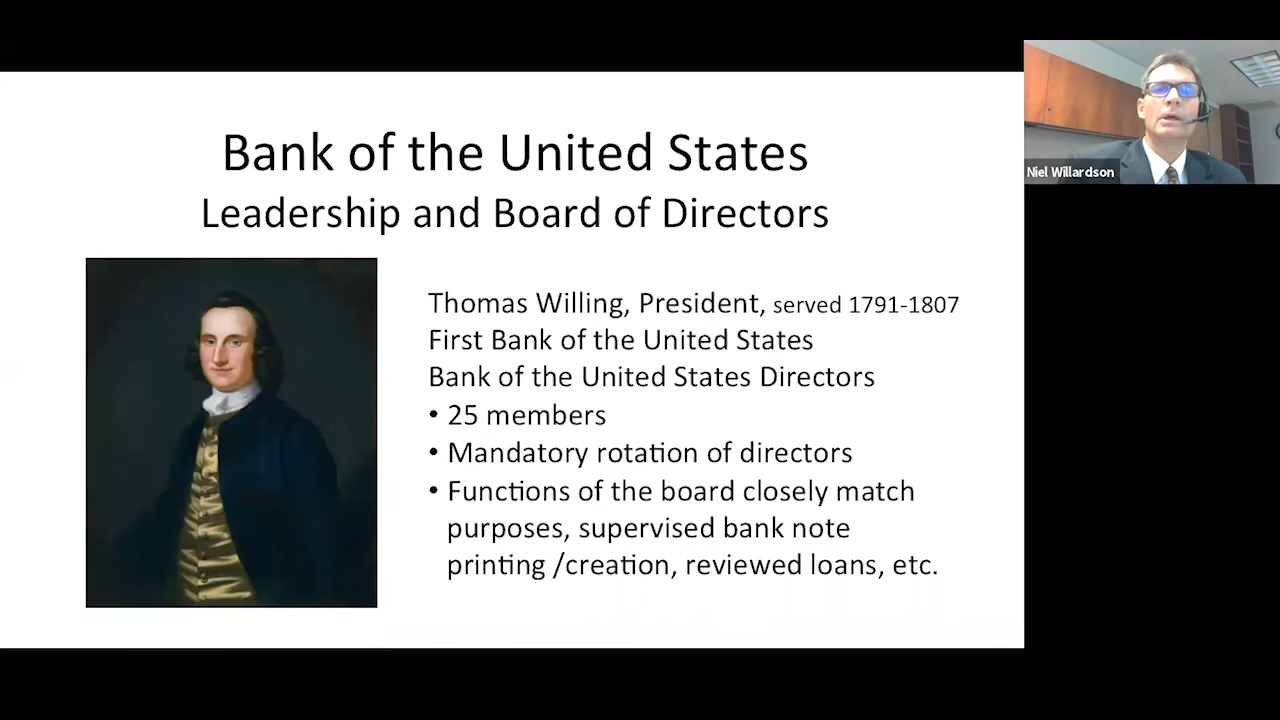 Bank of the United States
Leadership and Board of Directors
Thomas Willing, President, served 1791-1807
First Bank of the United States
Bank of the United States Directors
• 25 members
• Mandatory rotation of directors
• Functions of the board closely match
purposes, supervised bank note
printing /creation, reviewed loans, etc.
Niel Willardson